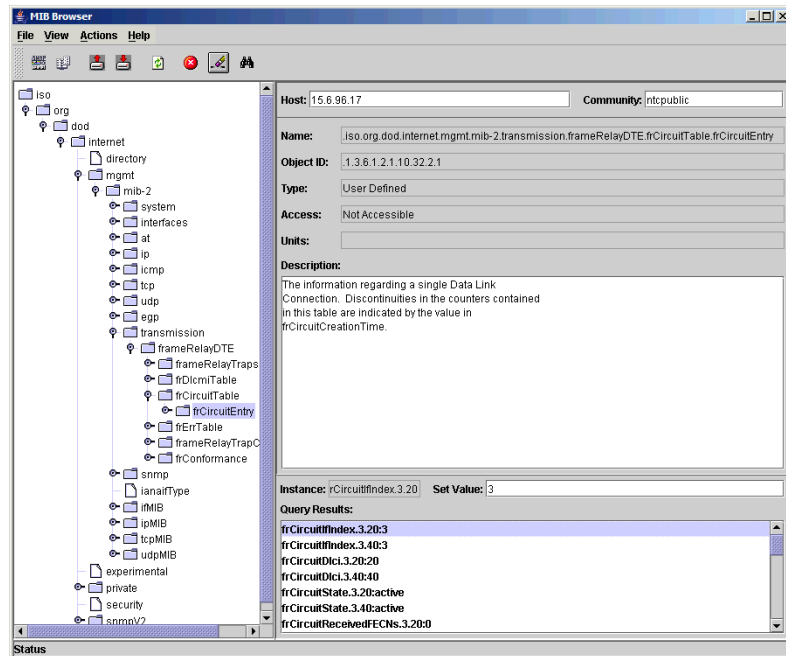 MIB Browser
File View Actions Help
iso
org
dod
internet
directory
mgmt
mib-2
system
interfaces
at
ip
icmp
tcp
udp
egp
transmission
frameRelayDTE
frameRelayTraps
frDlcmiTable
frCircuitTable
frCircuitEntry
frErrTable
frameRelayTrapC
frConformance
snmp
ianaifType
ifMIB
ipMIB
tcpMIB
udpMIB
experimental
private
security
snmpV2
Host: 15.6.96.17 Community: ntcpublic
Name: .iso.org.dod.internet.mgmt.mib-2.transmission.frameRelayDTE.frCircuitTable.frCircuitEntry
Object ID: .1.3.6.1.2.1.10.32.2.1
Type: User Defined
Access: Not Accessible
Units:
Description:
The information regarding a single Data Link
Connection. Discontinuities in the counters contained
in this table are indicated by the value in
frCircuitCreationTime.
Instance: rCircuitIfIndex.3.20 Set Value: 3
Query Results:
frCircuitIfIndex.3.20:3
frCircuitIfIndex.3.40:3
frCircuitDlci.3.20:20
frCircuitDlci.3.40:40
frCircuitState.3.20:active
frCircuitState.3.40:active
frCircuitReceivedFECNs.3.20:0
Status